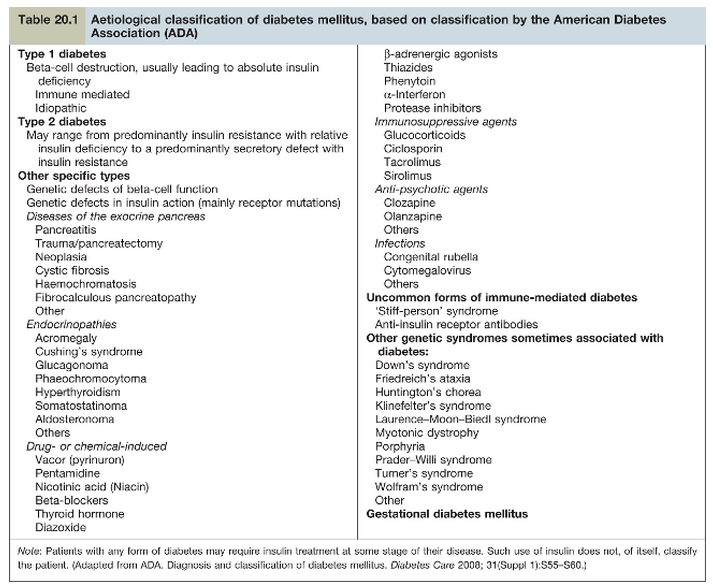 Table 20.1 Aetiological classification of diabetes mellitus, based on classification by the American Diabetes
Association (ADA)
Type 1 diabetes
Beta-cell destruction, usually leading to absolute insulin
deficiency
Immune mediated
Idiopathic
Type 2 diabetes
May range from predominantly insulin resistance with relative
insulin deficiency to a predominantly secretory defect with
insulin resistance
Other specific types
Genetic defects of beta-cell function
Genetic defects in insulin action (mainly receptor mutations)
Diseases of the exocrine pancreas
Pancreatitis
Trauma/pancreatectomy
Neoplasia
Cystic fibrosis
Haemochromatosis
Fibrocalculous pancreatopathy
Other
Endocrinopathies
Acromegaly
Cushing's syndrome
Glucagonoma
Phaeochromocytoma
Hyperthyroidism
Somatostatinoma
Aldosteronoma
Others
Drug- or chemical-induced
Vacor (pyrinuron)
Pentamidine
Nicotinic acid (Niacin)
Beta-blockers
Thyroid hormone
Diazoxide
β-adrenergic agonists
Thiazides
Phenytoin
α-Interferon
Protease inhibitors
Immunosuppressive agents
Glucocorticoids
Ciclosporin
Tacrolimus
Sirolimus
Anti-psychotic agents
Clozapine
Olanzapine
Others
Infections
Congenital rubella
Cytomegalovirus
Others
Uncommon forms of immune-mediated diabetes
'Stiff-person' syndrome
Anti-insulin receptor antibodies
Other genetic syndromes sometimes associated with
diabetes:
Down's syndrome
Friedreich's ataxia
Huntington's chorea
Klinefelter's syndrome
Laurence–Moon–Biedl syndrome
Myotonic dystrophy
Porphyria
Prader–Willi syndrome
Turner's syndrome
Wolfram's syndrome
Other
Gestational diabetes mellitus
Note: Patients with any form of diabetes may require insulin treatment at some stage of their disease. Such use of insulin does not, of itself, classify
the patient. (Adapted from ADA. Diagnosis and classification of diabetes mellitus. Diabetes Care 2008; 31(Suppl 1):S55–S60.)